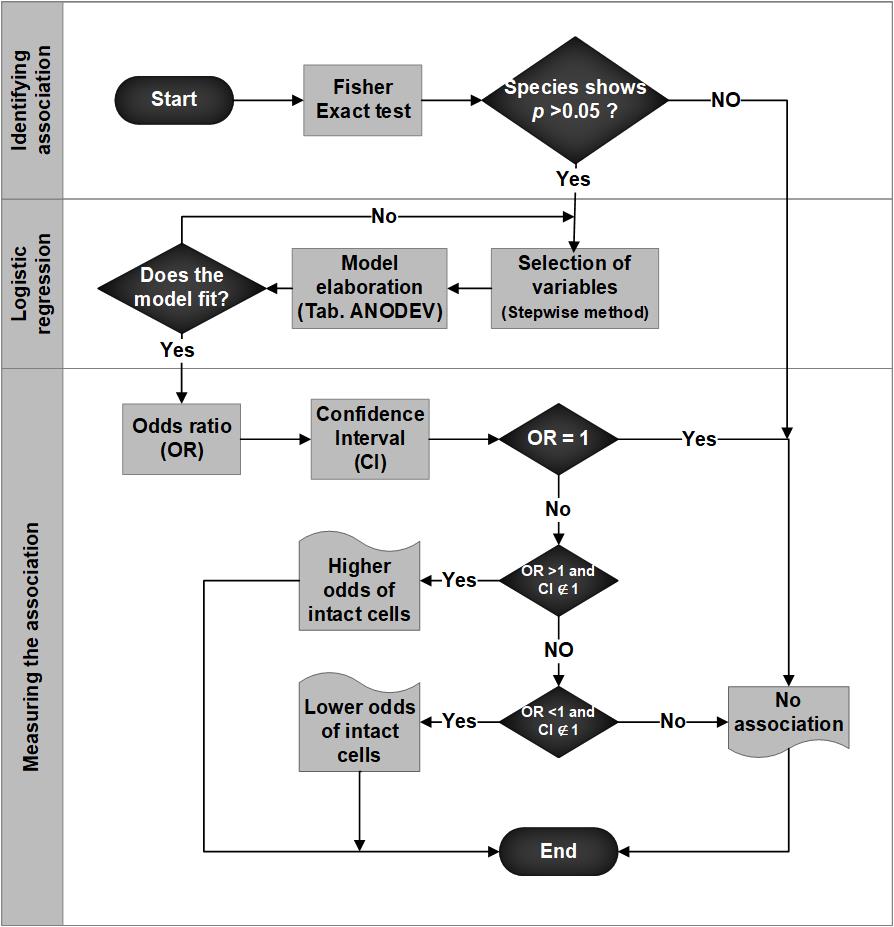 Identifying
association
Start
Fisher
Exact test
Species shows
p >0.05 ?
NO
Yes
Logistic
regression
No
Does the
model fit?
Model
elaboration
(Tab. ANODEV)
Selection of
variables
(Stepwise method)
Yes
Measuring the association
Odds ratio
(OR)
Confidence
Interval
(CI)
OR = 1
Yes
No
Higher
odds of
intact cells
Yes
OR >1 and
CI ∉ 1
NO
Lower odds
of intact
cells
Yes
OR <1 and
CI ∉ 1
No
No
association
End